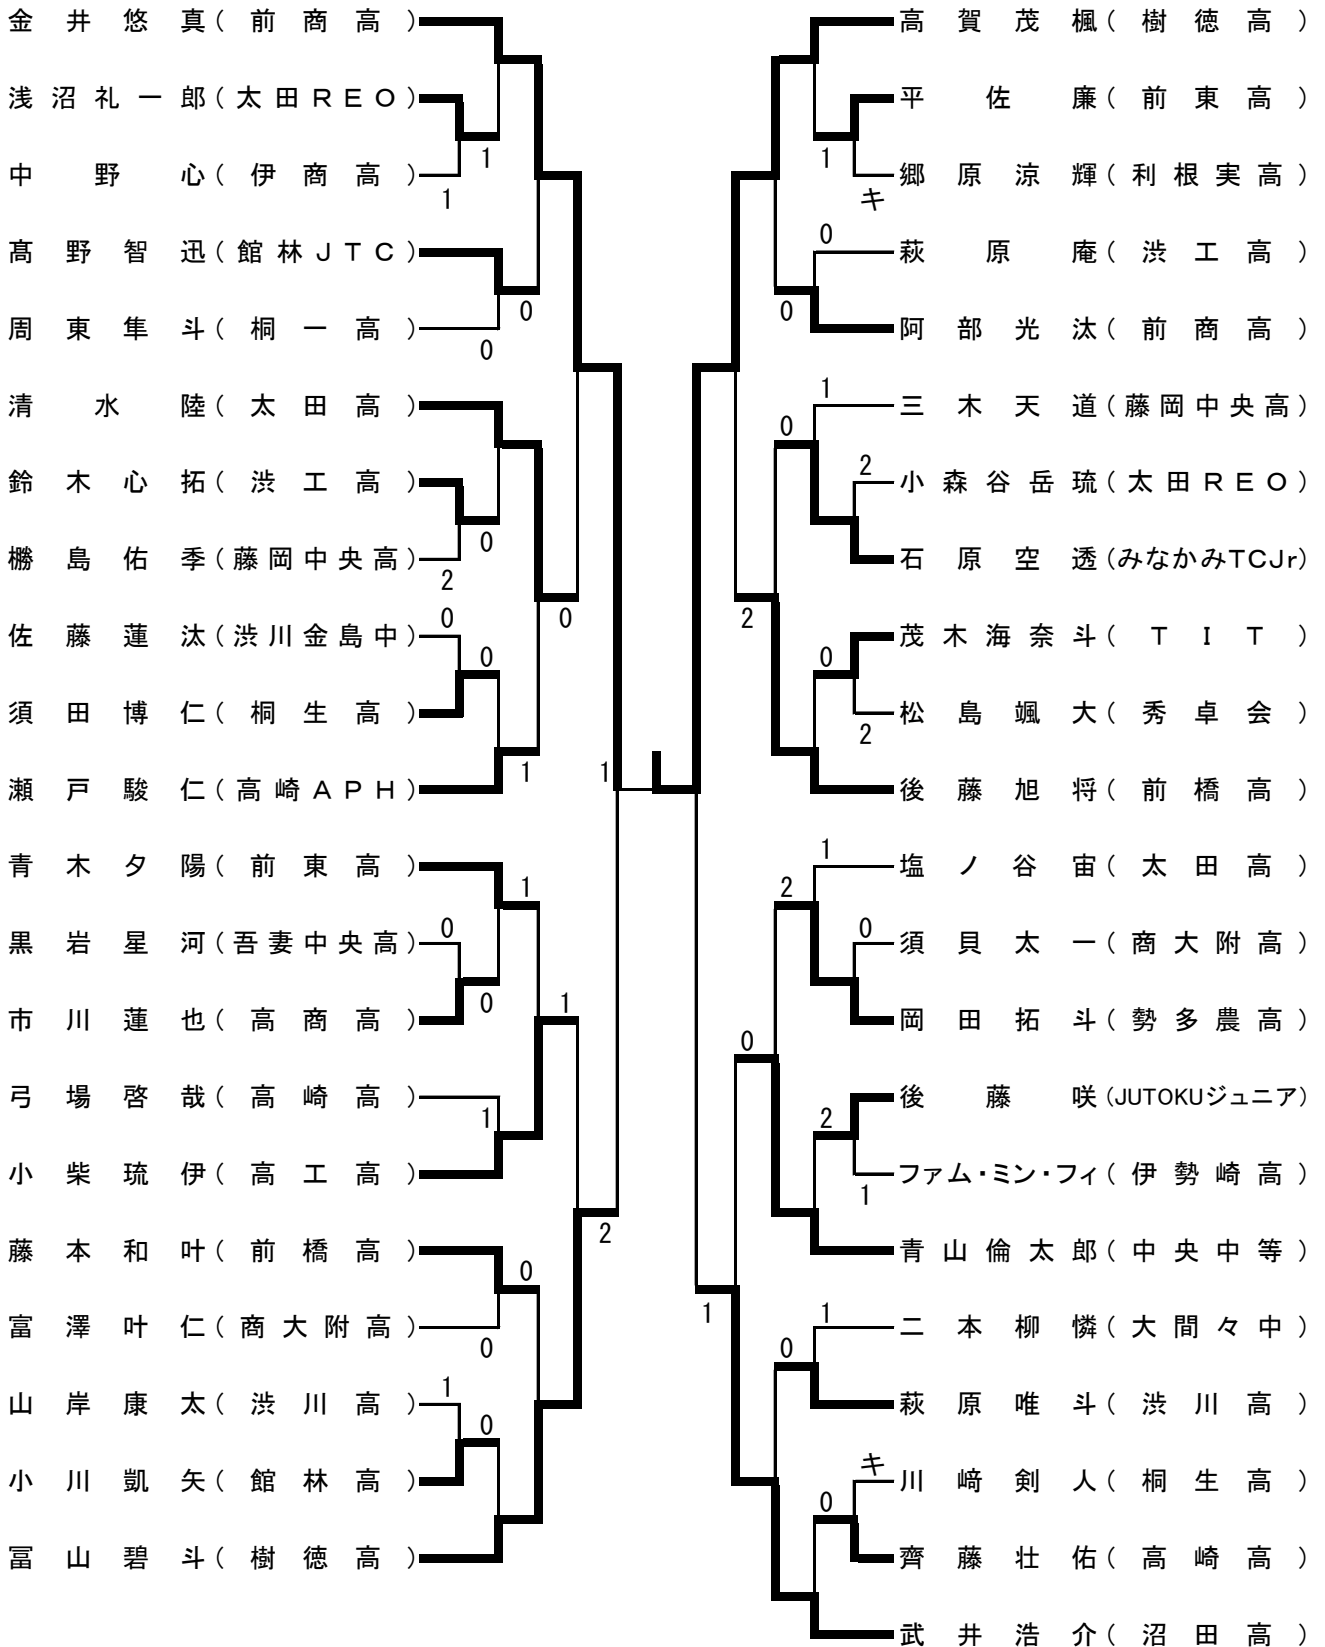 金井悠真(前商高)
浅沼礼一郎(太田REO)
1
中野心(伊商高)
1
髙野智迅(館林JTC)
0
周東隼斗(桐一高)
0
清水陸(太田高)
鈴木心拓(渋工高)
0
橳島佑季(藤岡中央高)
2
佐藤蓮汰(渋川金島中)
0
0
0
須田博仁(桐生高)
瀬戸駿仁(高崎APH)
1
1
青木夕陽(前東高)
1
黒岩星河(吾妻中央高)
0
0
市川蓮也(高商高)
1
弓場啓哉(高崎高)
1
小柴琉伊(高工高)
2
藤本和叶(前橋高)
0
富澤叶仁(商大附高)
0
山岸康太(渋川高)
1
0
小川凱矢(館林高)
冨山碧斗(樹徳高)
高賀茂楓(樹徳高)
平佐廉(前東高)
1
郷原涼輝(利根実高)
キ
0
萩原庵(渋工高)
0
阿部光汰(前商高)
1
三木天道(藤岡中央高)
0
2
小森谷岳琉(太田REO)
石原空透(みなかみTCJr)
2
茂木海奈斗(TIT)
0
松島颯大(秀卓会)
2
後藤旭将(前橋高)
1
塩ノ谷宙(太田高)
2
0
須貝太一(商大附高)
岡田拓斗(勢多農高)
0
後藤咲(JUTOKUジュニア)
2
ファム・ミン・フィ(伊勢崎高)
1
青山倫太郎(中央中等)
1
1
二本柳憐(大間々中)
0
萩原唯斗(渋川高)
キ
川﨑剣人(桐生高)
0
齊藤壮佑(高崎高)
武井浩介(沼田高)